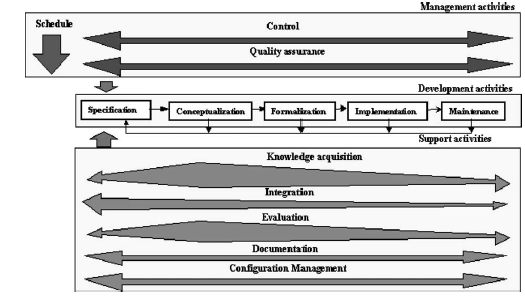 Management activities
Schedule
Control
Quality assurance
Development activities
Specification
Conceptualization
Formalization
Implementation
Maintenance
Support activities
Knowledge acquisition
Integration
Evaluation
Documentation
Configuration Management